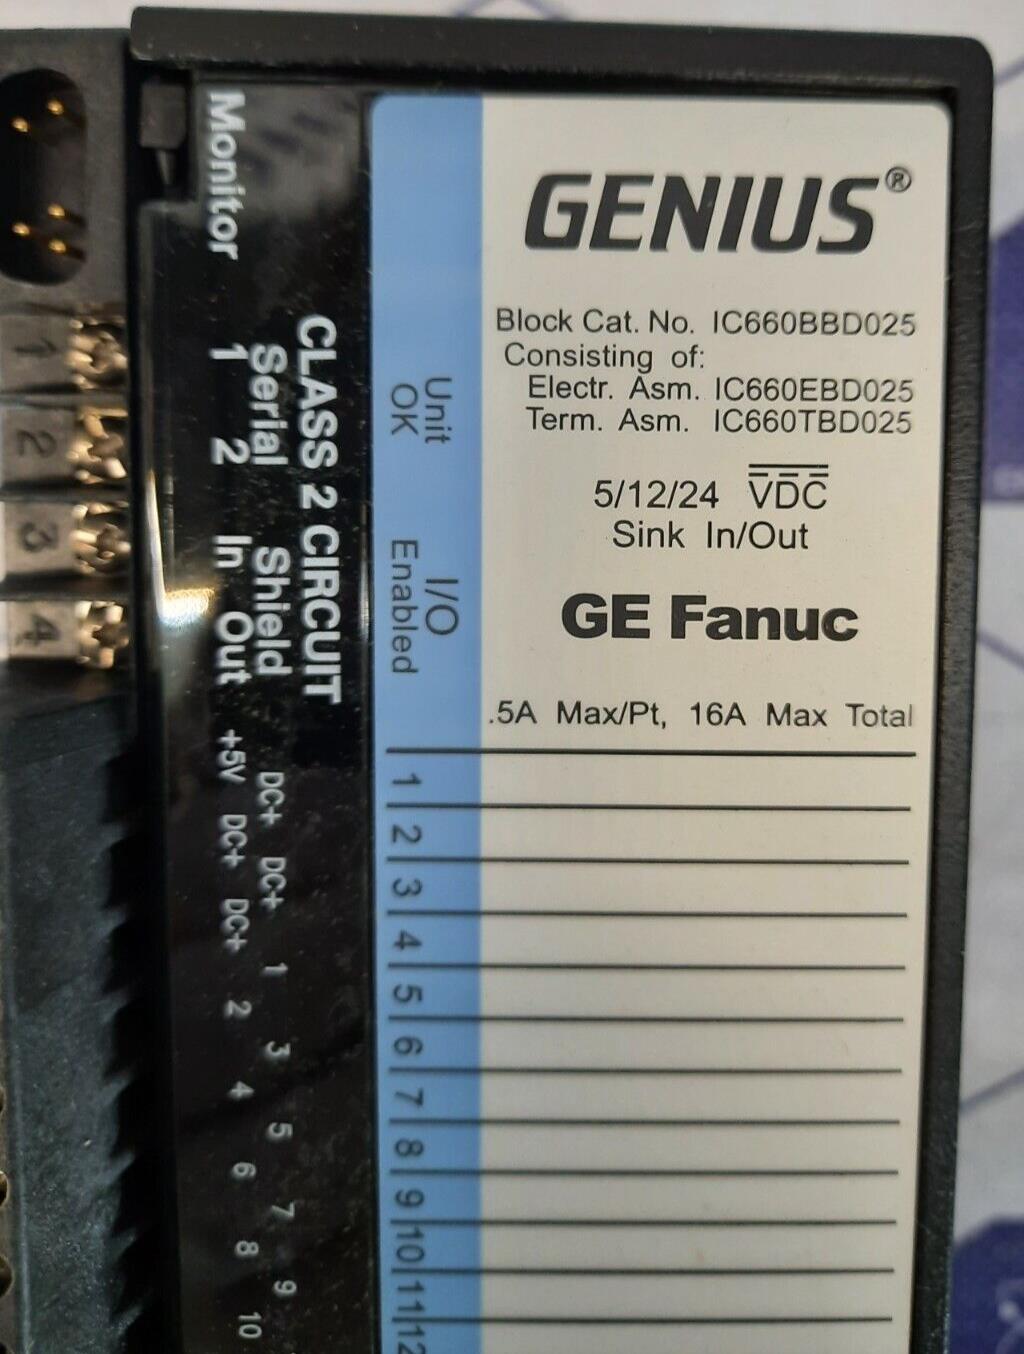 GENIUS®
Block Cat. No. IC660BBD025
Consisting of:
Electr. Asm. IC660EBD025
Term. Asm. IC660TBD025
5/12/24 VDC
Sink In/Out
GE Fanuc
.5A Max/Pt, 16A Max Total
Unit
OK
I/O
Enabled
1
2
3
4
5
6
7
8
9
10
11
12
CLASS 2 CIRCUIT
Monitor
Serial Shield
1 2 In Out
DC+ DC+ 1 3 5 7 9
+5V DC+ DC+ 2 4 6 8 10
1
2
3
4